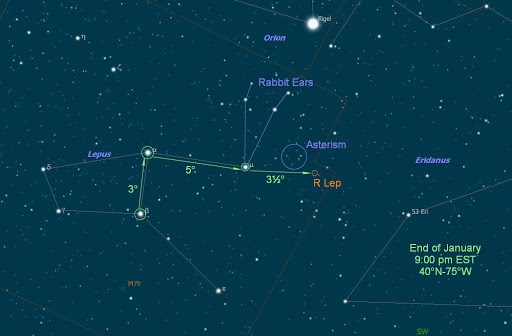 Rigel
Orion
η
ζ
Rabbit Ears
Asterism
Lepus
α
μ
Eridanus
5°
3½°
R Lep
δ
3°
γ
β
53 Eri
End of January
9:00 pm EST
40°N-75°W
M79
ε
SW